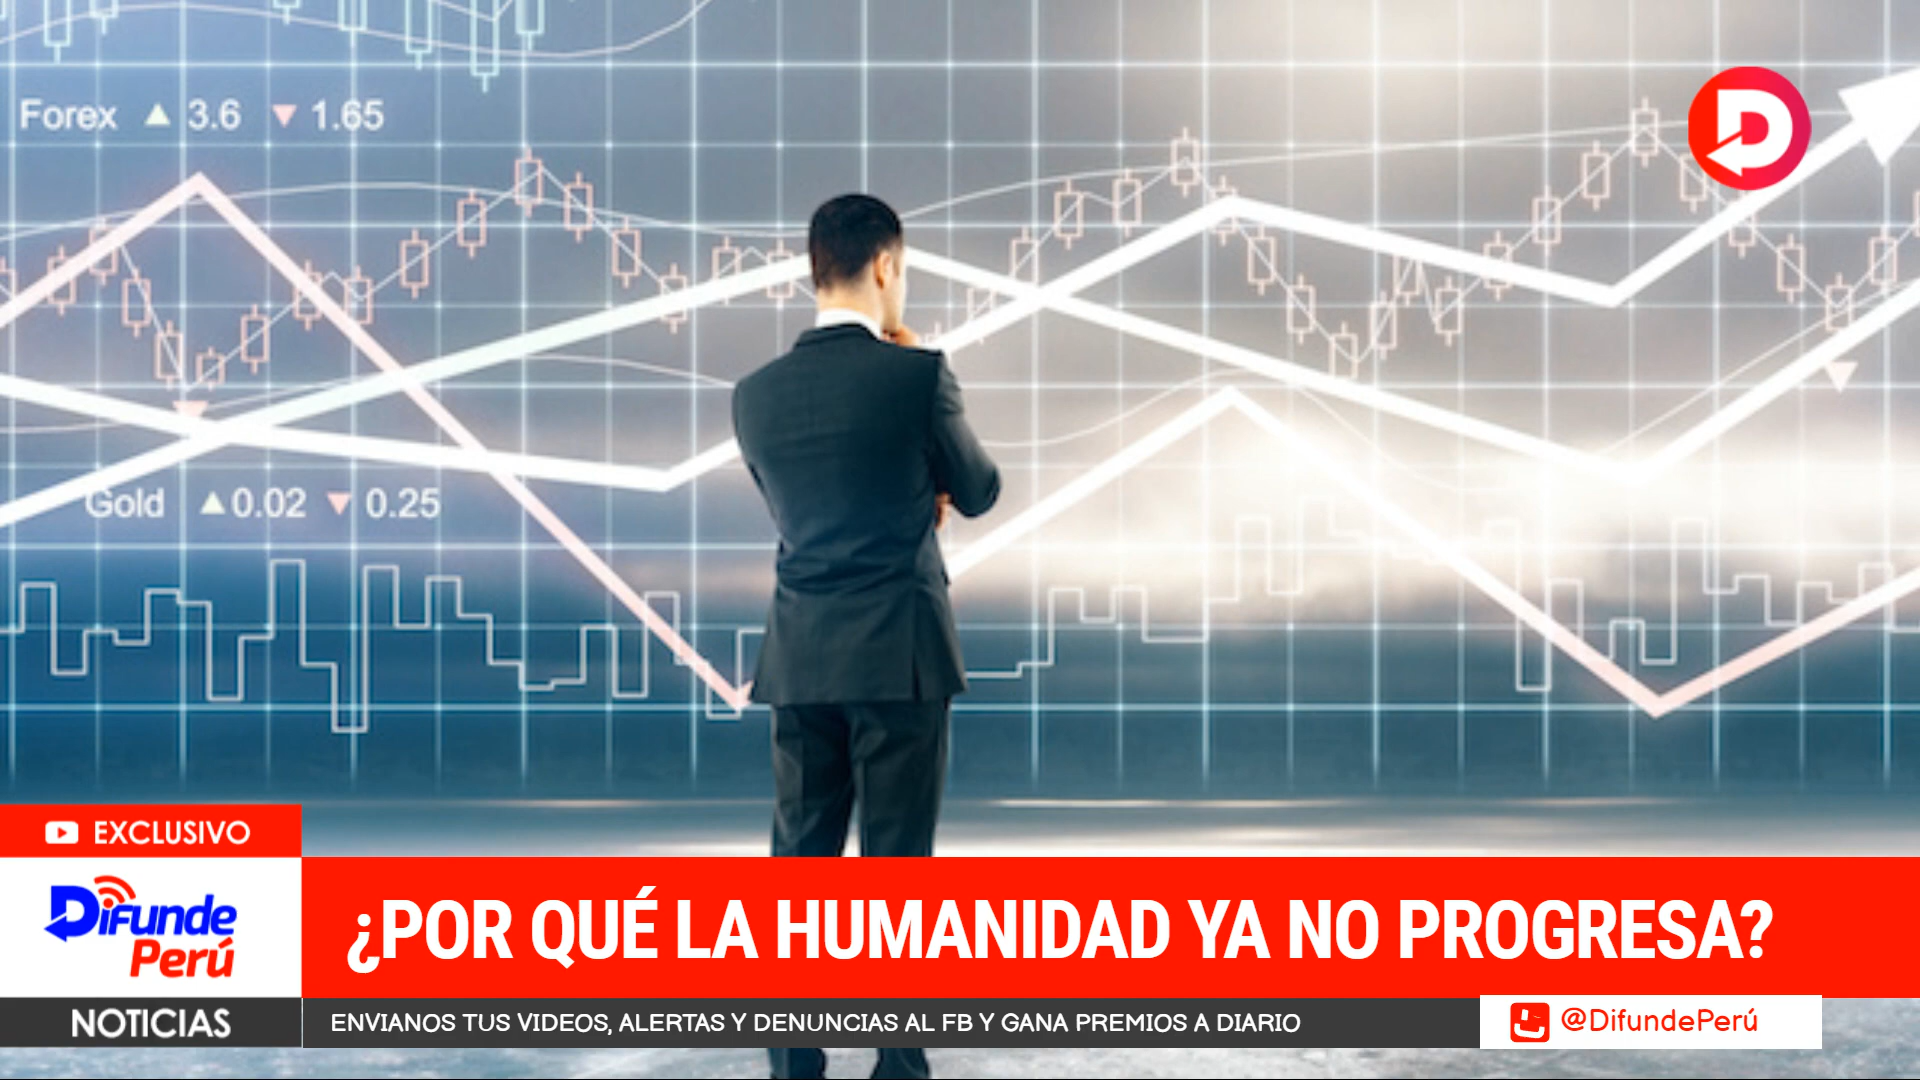 Forex ▲ 3.6 ▼ 1.65
Gold ▲ 0.02 ▼ 0.25
EXCLUSIVO
Difunde
Perú
¿POR QUÉ LA HUMANIDAD YA NO PROGRESA?
NOTICIAS
ENVIANOS TUS VIDEOS, ALERTAS Y DENUNCIAS AL FB Y GANA PREMIOS A DIARIO
@DifundePerú